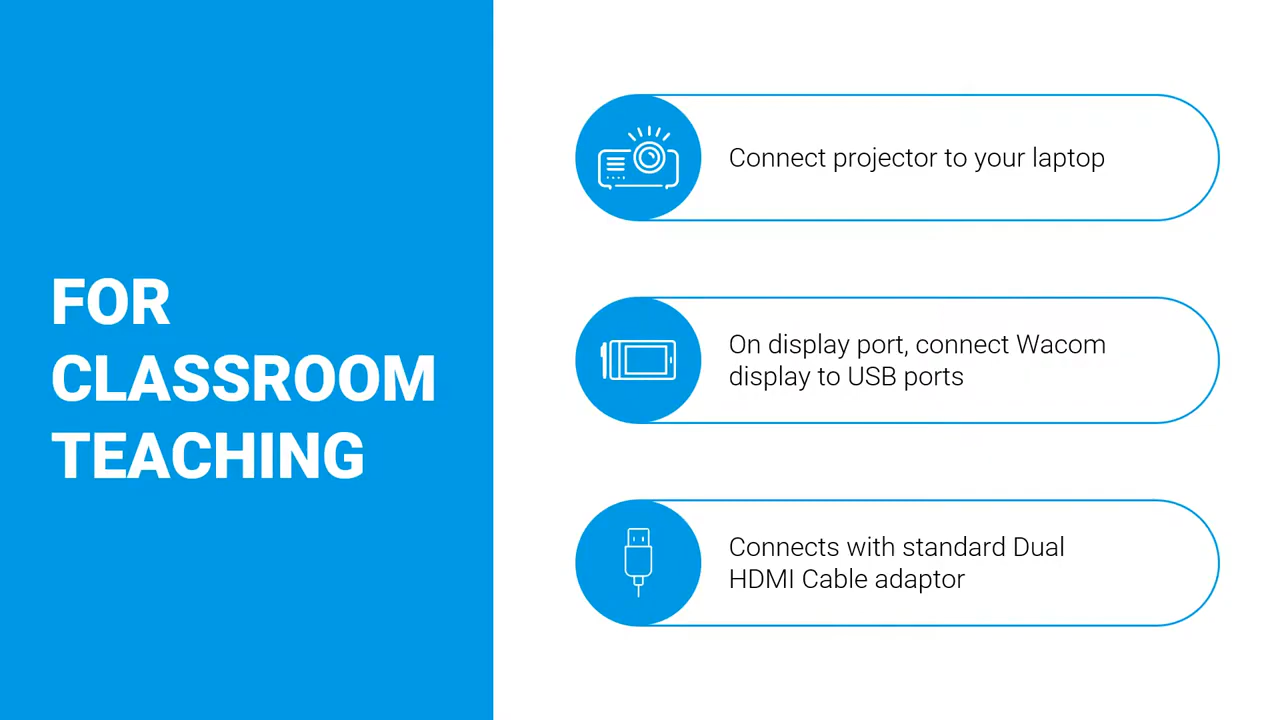 FOR
CLASSROOM
TEACHING
Connect projector to your laptop
On display port, connect Wacom
display to USB ports
Connects with standard Dual
HDMI Cable adaptor